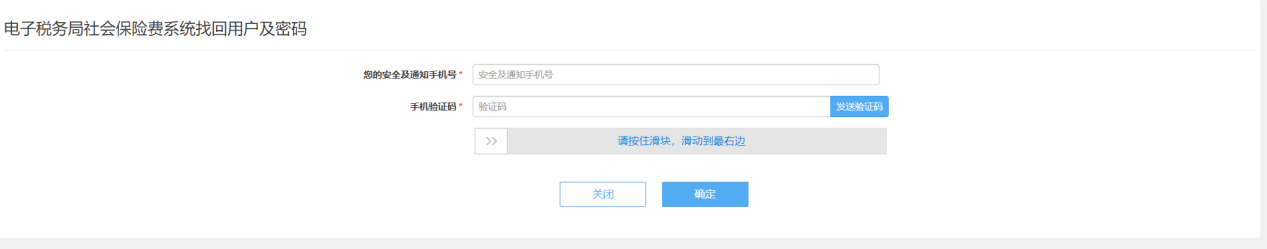 电子税务局社会保险费系统找回用户及密码
您的安全及通知手机号* 安全及通知手机号
手机验证码* 验证码 发送验证码
>> 请按住滑块，滑动到最右边
关闭 确定